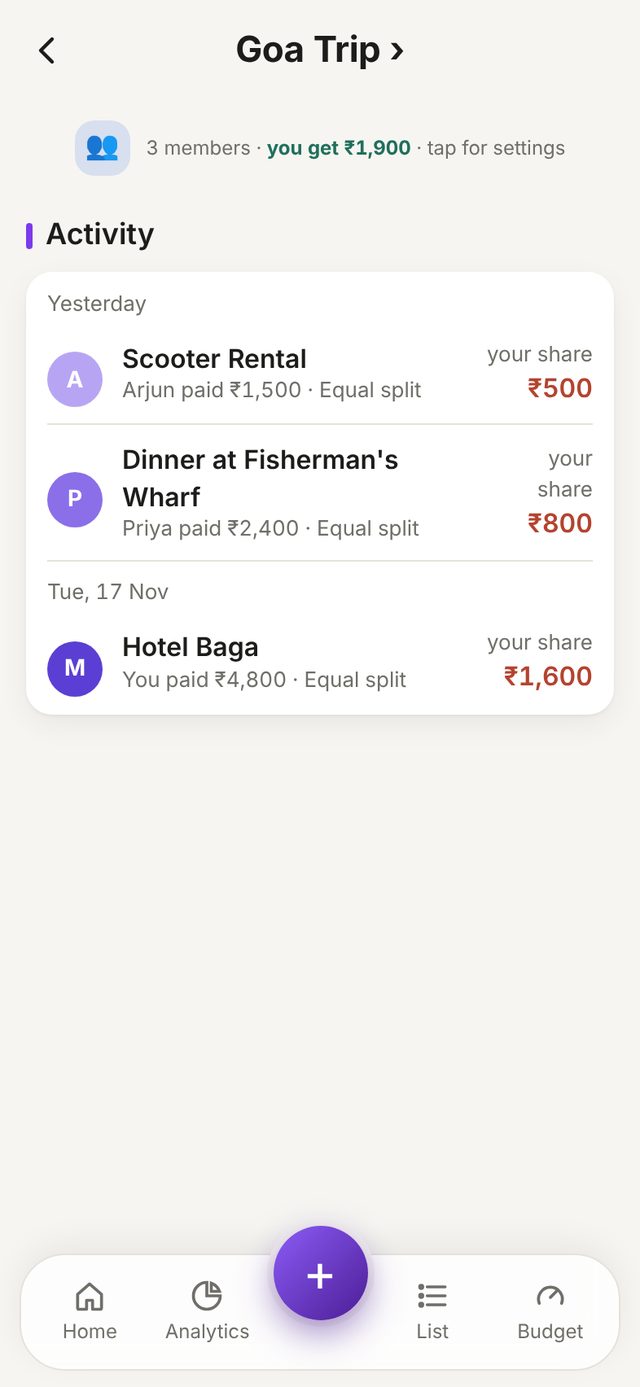 Goa Trip ›
3 members · you get ₹1,900 · tap for settings
Activity
Yesterday
A
Scooter Rental
Arjun paid ₹1,500 · Equal split
your share
₹500
P
Dinner at Fisherman's
Wharf
Priya paid ₹2,400 · Equal split
your
share
₹800
Tue, 17 Nov
M
Hotel Baga
You paid ₹4,800 · Equal split
your share
₹1,600
+
Home
Analytics
List
Budget